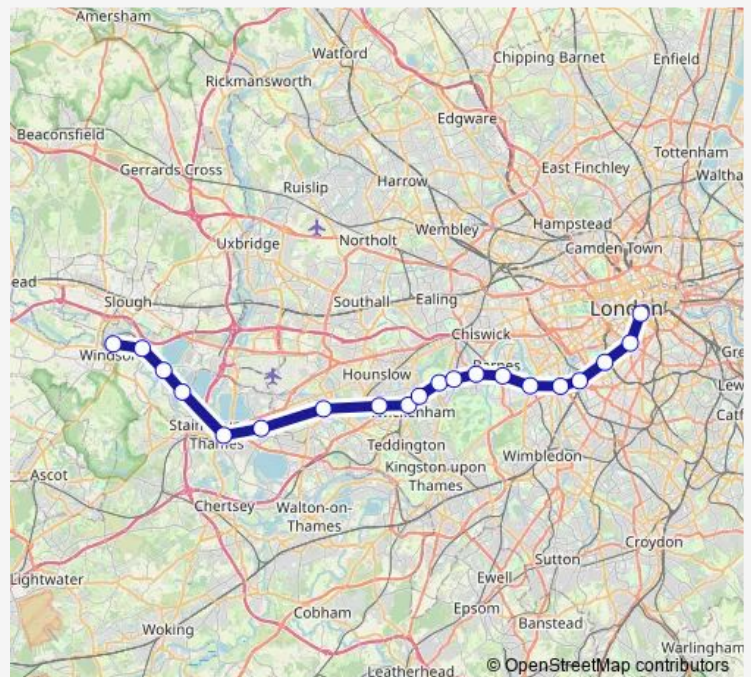 Amersham
Watford
Chipping Barnet
Enfield
Rickmansworth
Edgware
Beaconsfield
Tottenham
Gerrards Cross
East Finchley
Waltha
Ruislip
Harrow
Hampstead
Wembley
Uxbridge
Northolt
Camden Town
ead
Slough
Southall
Ealing
London
Chiswick
Windsor
Gre
Barnes
Hounslow
Lew
Twickenham
Catf
Thames
Teddington
Wimbledon
Kingston upon
Thames
Ascot
Chertsey
Walton-on-
Thames
Croydon
Sutton
Lightwater
Ewell
Epsom
Cobham
Banstead
Woking
Warlingham
Leatherhead
© OpenStreetMap contributors